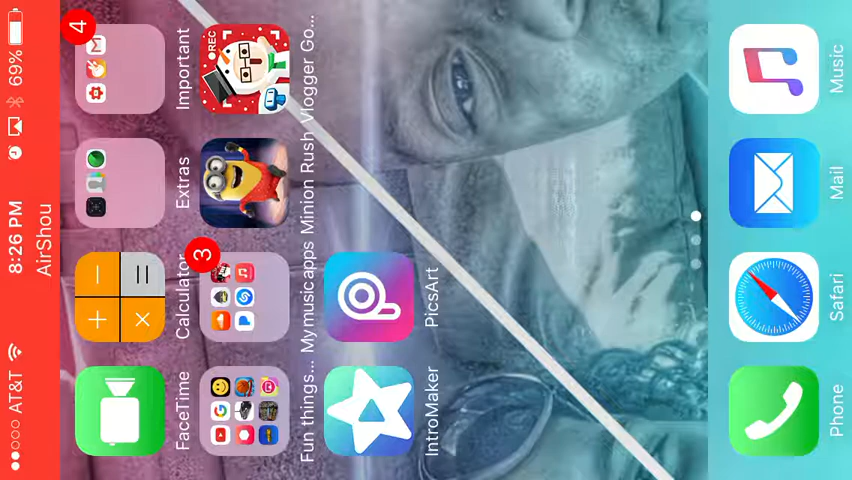 AT&T 8:26 PM 69%
AirShou
FaceTime Calculator Extras Important
4
3
REC
Fun things... Mymusicapps Minion Rush Vlogger Go...
IntroMaker PicsArt
Phone Safari Mail Music